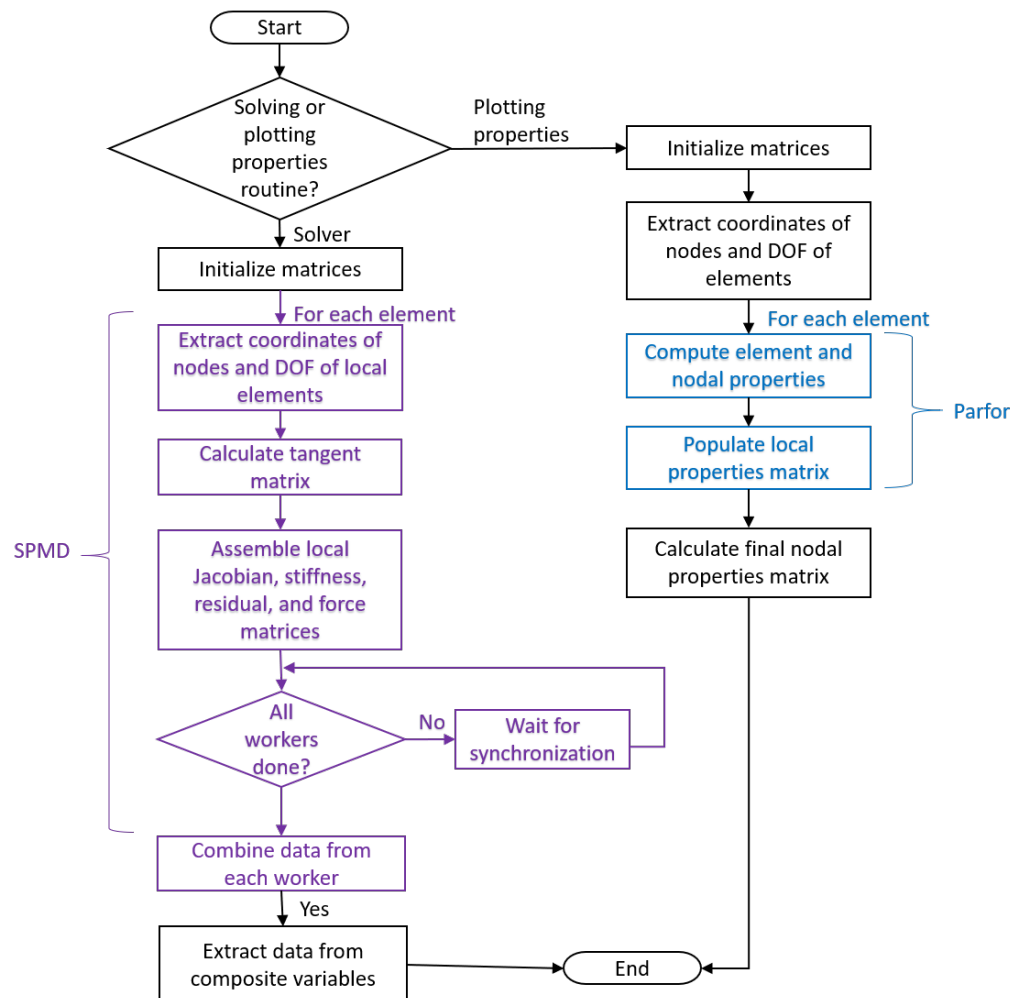 Start
Solving or
plotting
properties
routine?
Plotting
properties
Solver
Initialize matrices
For each element
Extract coordinates of
nodes and DOF of local
elements
Calculate tangent
matrix
Assemble local
Jacobian, stiffness,
residual, and force
matrices
SPMD
All
workers
done?
No
Wait for
synchronization
Combine data from
each worker
Yes
Extract data from
composite variables
Initialize matrices
Extract coordinates of
nodes and DOF of
elements
For each element
Compute element and
nodal properties
Populate local
properties matrix
Parfor
Calculate final nodal
properties matrix
End